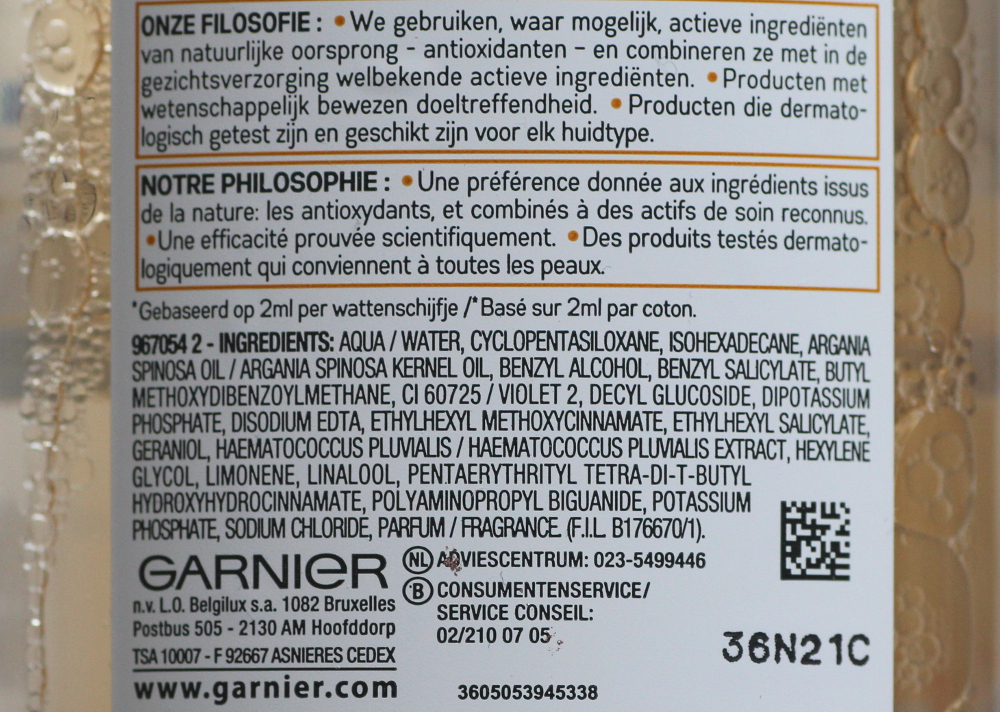 ONZE FILOSOFIE : • We gebruiken, waar mogelijk, actieve ingrediënten
van natuurlijke oorsprong - antioxidanten - en combineren ze met in de
gezichtsverzorging welbekende actieve ingrediënten. • Producten met
wetenschappelijk bewezen doeltreffendheid. • Producten die dermato-
logisch getest zijn en geschikt zijn voor elk huidtype.
NOTRE PHILOSOPHIE : • Une préférence donnée aux ingrédients issus
de la nature: les antioxydants, et combinés à des actifs de soin reconnus.
• Une efficacité prouvée scientifiquement. • Des produits testés dermato-
logiquement qui conviennent à toutes les peaux.
*Gebaseerd op 2ml per wattenschijfje /* Basé sur 2ml par coton.
967054 2 - INGREDIENTS: AQUA / WATER, CYCLOPENTASILOXANE, ISOHEXADECANE, ARGANIA
SPINOSA OIL / ARGANIA SPINOSA KERNEL OIL, BENZYL ALCOHOL, BENZYL SALICYLATE, BUTYL
METHOXYDIBENZOYLMETHANE, CI 60725 / VIOLET 2, DECYL GLUCOSIDE, DIPOTASSIUM
PHOSPHATE, DISODIUM EDTA, ETHYLHEXYL METHOXYCINNAMATE, ETHYLHEXYL SALICYLATE,
GERANIOL, HAEMATOCOCCUS PLUVIALIS / HAEMATOCOCCUS PLUVIALIS EXTRACT, HEXYLENE
GLYCOL, LIMONENE, LINALOOL, PENTAERYTHRITYL TETRA-DI-T-BUTYL
HYDROXYHYDROCINNAMATE, POLYAMINOPROPYL BIGUANIDE, POTASSIUM
PHOSPHATE, SODIUM CHLORIDE, PARFUM / FRAGRANCE. (F.I.L. B176670/1).
GARNIER
n.v. L.O. Belgilux s.a. 1082 Bruxelles
Postbus 505 - 2130 AM Hoofddorp
TSA 10007 - F 92667 ASNIERES CEDEX
www.garnier.com
NL ADVIESCENTRUM: 023-5499446
B CONSUMENTENSERVICE/
SERVICE CONSEIL:
02/210 07 05
3605053945338
36N21C